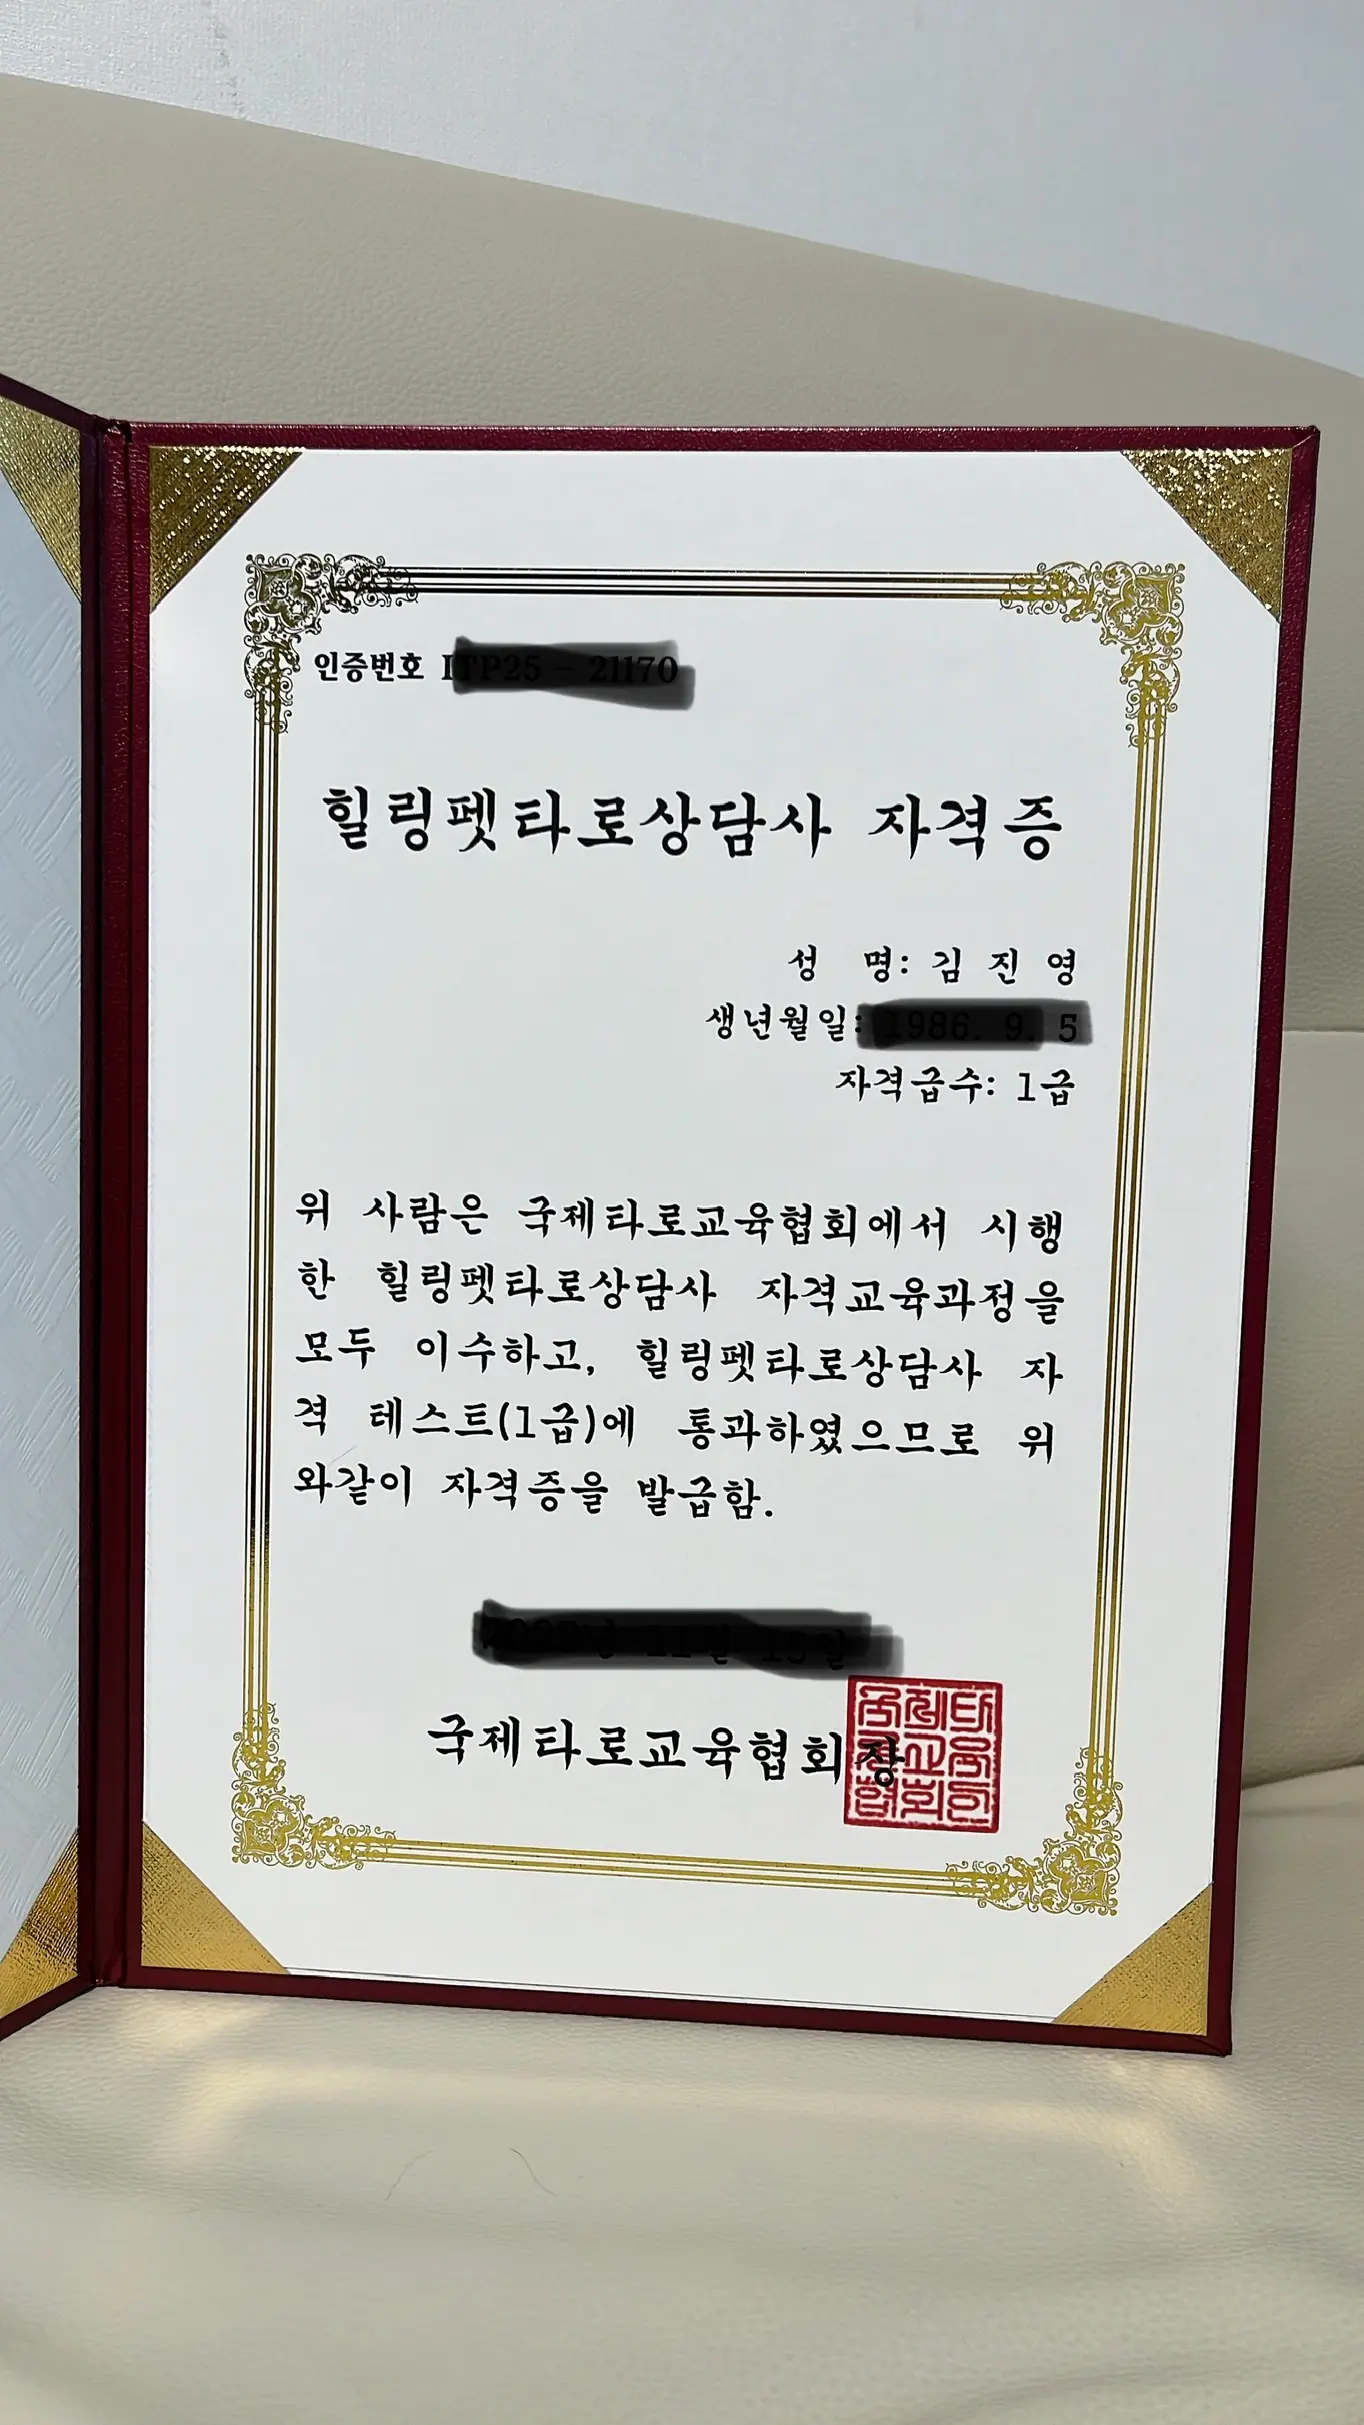 인증번호
힐링펫타로상담사 자격증
성 명: 김 진 영
생년월일:
자격급수: 1급
위 사람은 국제타로교육협회에서 시행
한 힐링펫타로상담사 자격교육과정을
모두 이수하고, 힐링펫타로상담사 자
격 테스트(1급)에 통과하였으므로 위
와같이 자격증을 발급함.
국제타로교육협회장